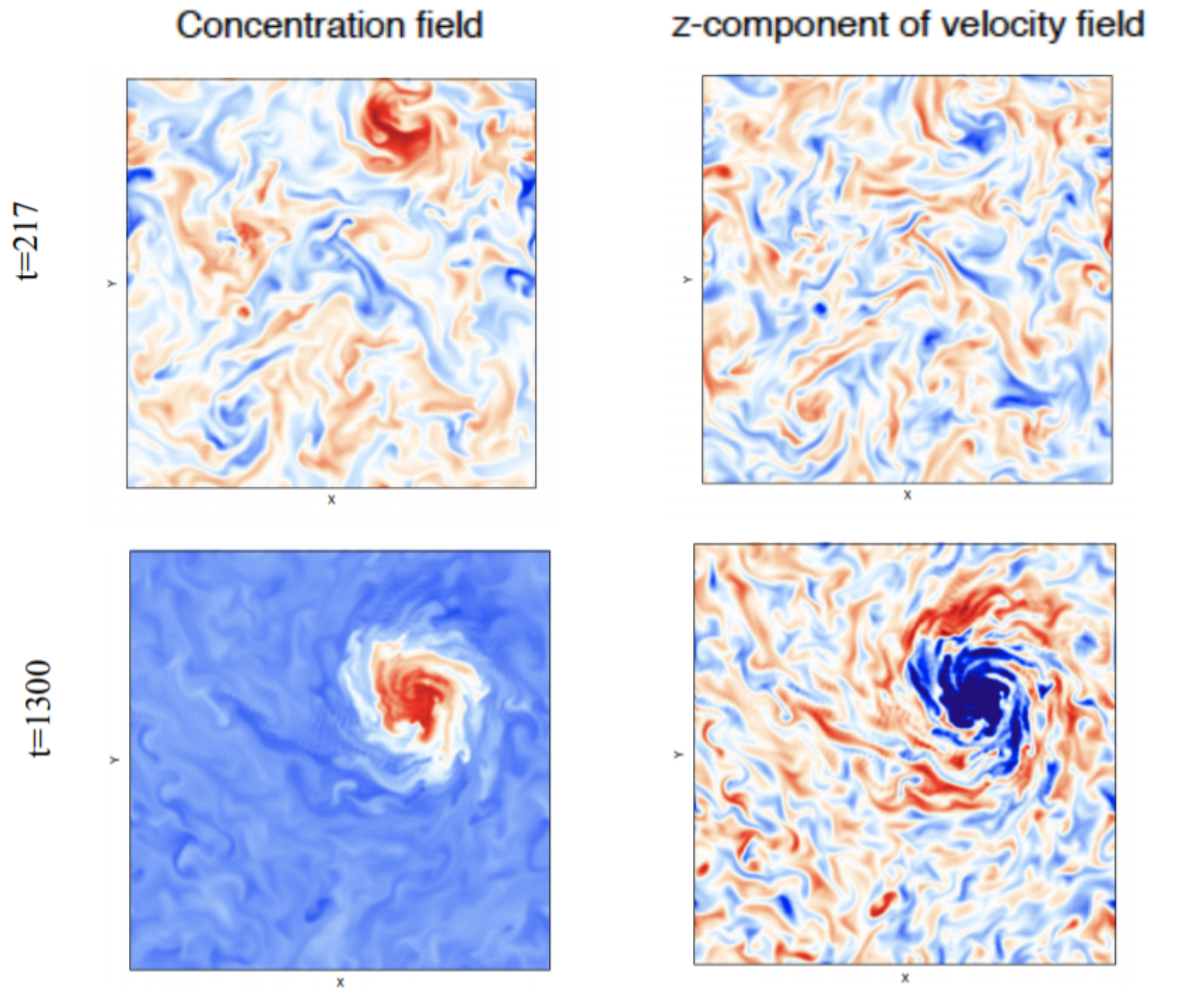 Concentration field
z-component of velocity field
t=217
Y
X
Y
X
t=1300
Y
X
Y
X